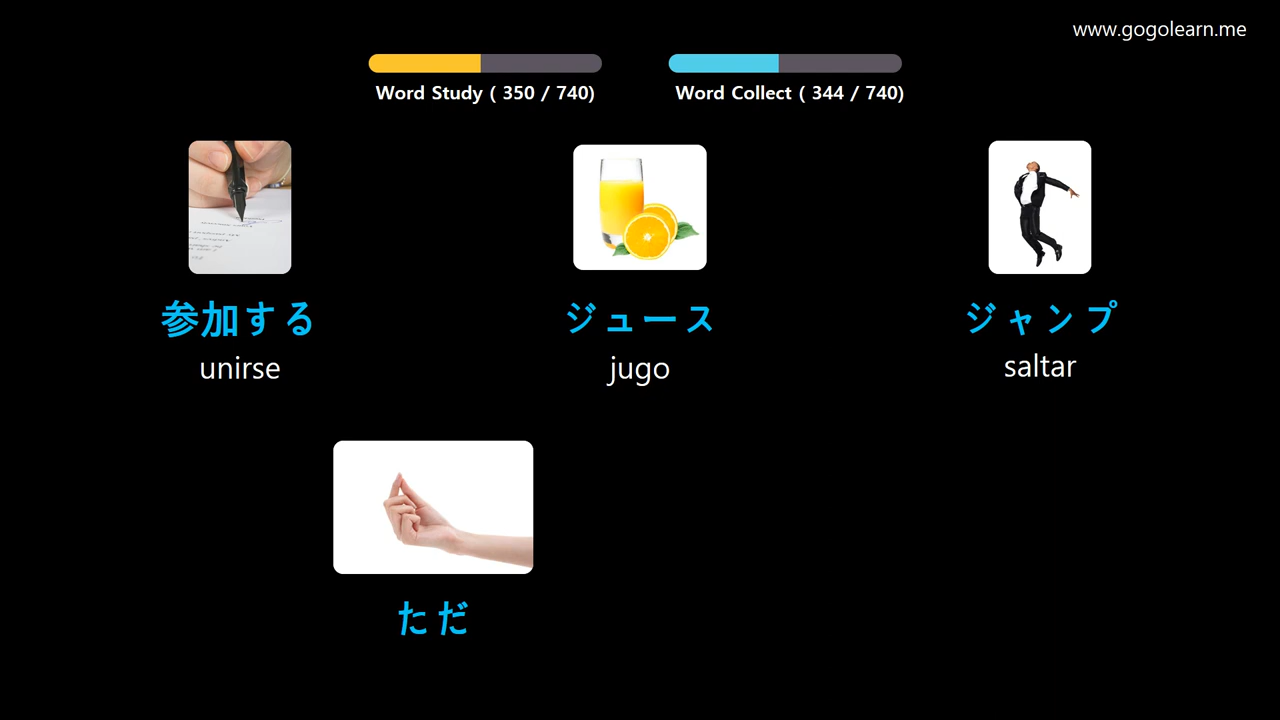 www.gogolearn.me
Word Study ( 350 / 740)
Word Collect ( 344 / 740)
参加する
unirse
ジュース
jugo
ジャンプ
saltar
ただ